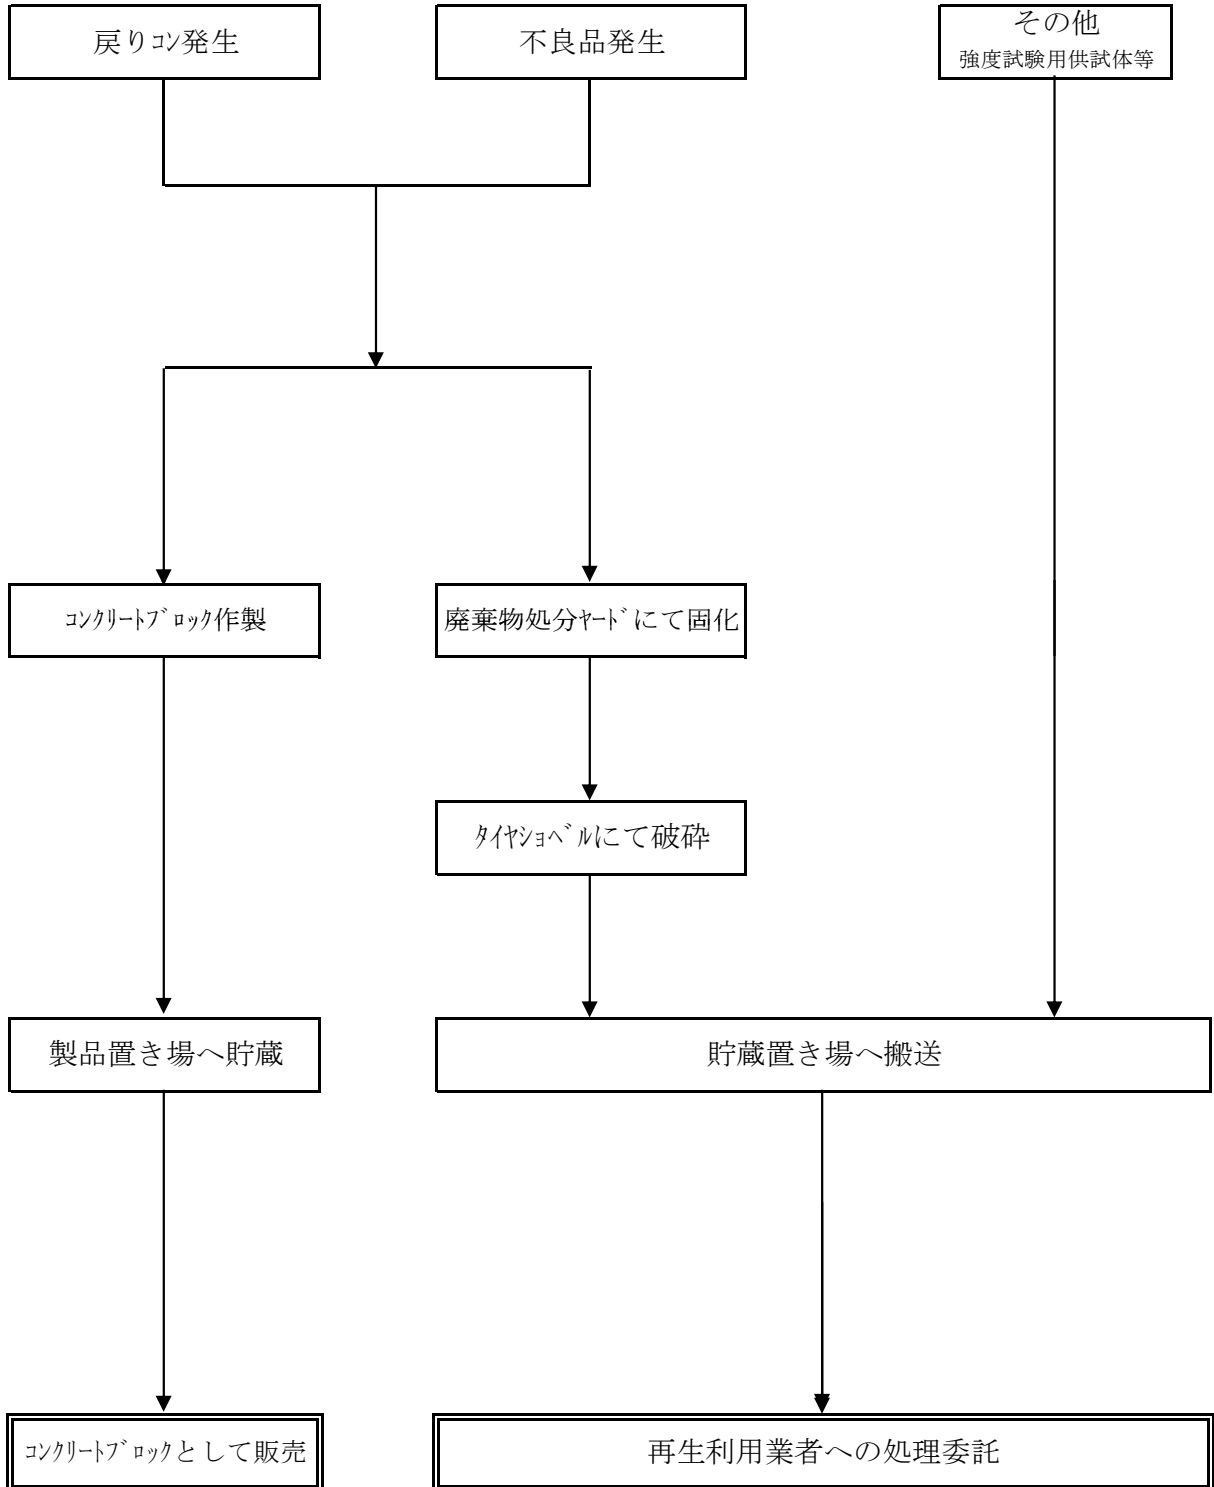 戻りｺﾝ発生
不良品発生
その他
強度試験用供試体等
ｺﾝｸﾘｰﾄﾌﾞﾛｯｸ作製
廃棄物処分ﾔｰﾄﾞにて固化
ﾀｲﾔｼｮﾍﾞﾙにて破砕
製品置き場へ貯蔵
貯蔵置き場へ搬送
ｺﾝｸﾘｰﾄﾌﾞﾛｯｸとして販売
再生利用業者への処理委託